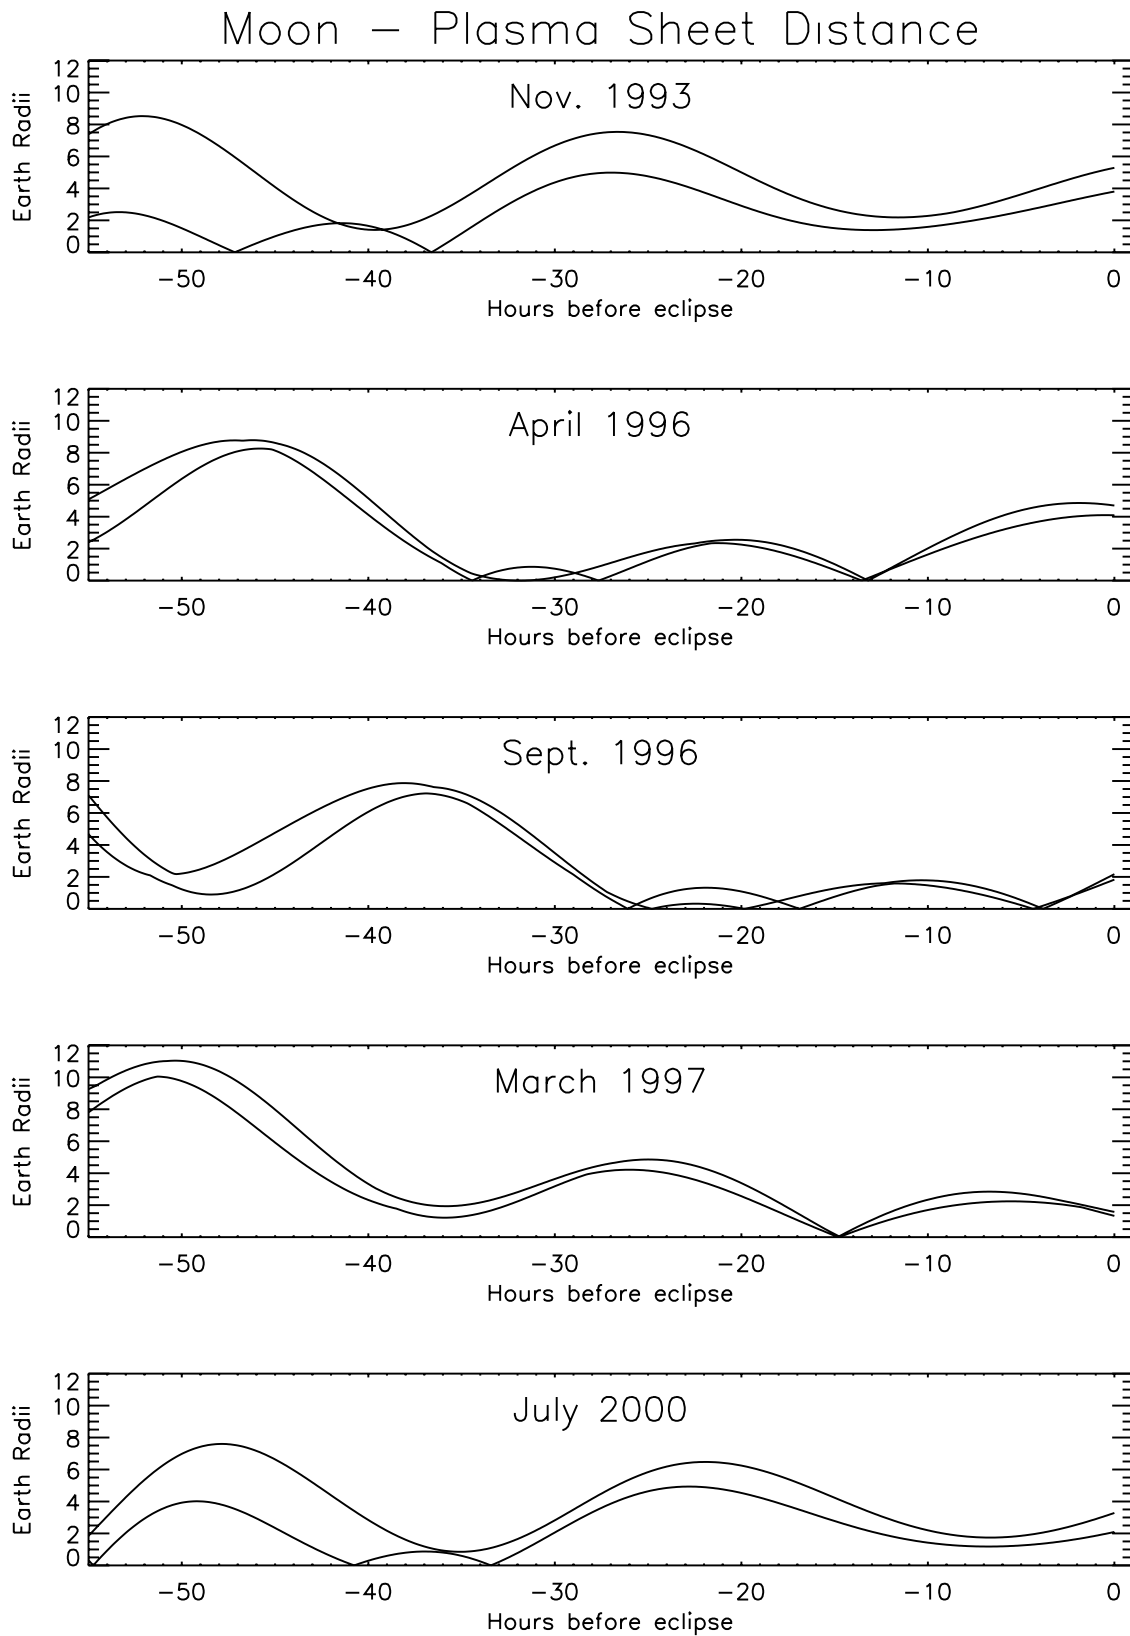 Moon – Plasma Sheet Distance
Nov. 1993
Earth Radii
12
10
8
6
4
2
0
−50 −40 −30 −20 −10 0
Hours before eclipse
April 1996
Earth Radii
12
10
8
6
4
2
0
−50 −40 −30 −20 −10 0
Hours before eclipse
Sept. 1996
Earth Radii
12
10
8
6
4
2
0
−50 −40 −30 −20 −10 0
Hours before eclipse
March 1997
Earth Radii
12
10
8
6
4
2
0
−50 −40 −30 −20 −10 0
Hours before eclipse
July 2000
Earth Radii
12
10
8
6
4
2
0
−50 −40 −30 −20 −10 0
Hours before eclipse